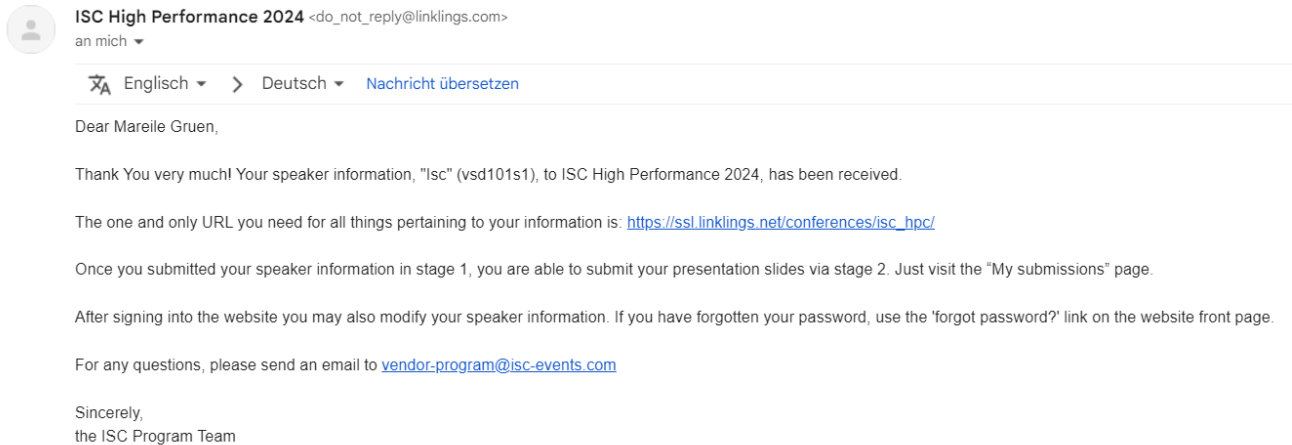 ISC High Performance 2024 <do_not_reply@linklings.com>
an mich
Englisch > Deutsch Nachricht übersetzen
Dear Mareile Gruen,
Thank You very much! Your speaker information, "Isc" (vsd101s1), to ISC High Performance 2024, has been received.
The one and only URL you need for all things pertaining to your information is: https://ssl.linklings.net/conferences/isc_hpc/
Once you submitted your speaker information in stage 1, you are able to submit your presentation slides via stage 2. Just visit the “My submissions” page.
After signing into the website you may also modify your speaker information. If you have forgotten your password, use the 'forgot password?' link on the website front page.
For any questions, please send an email to vendor-program@isc-events.com
Sincerely,
the ISC Program Team